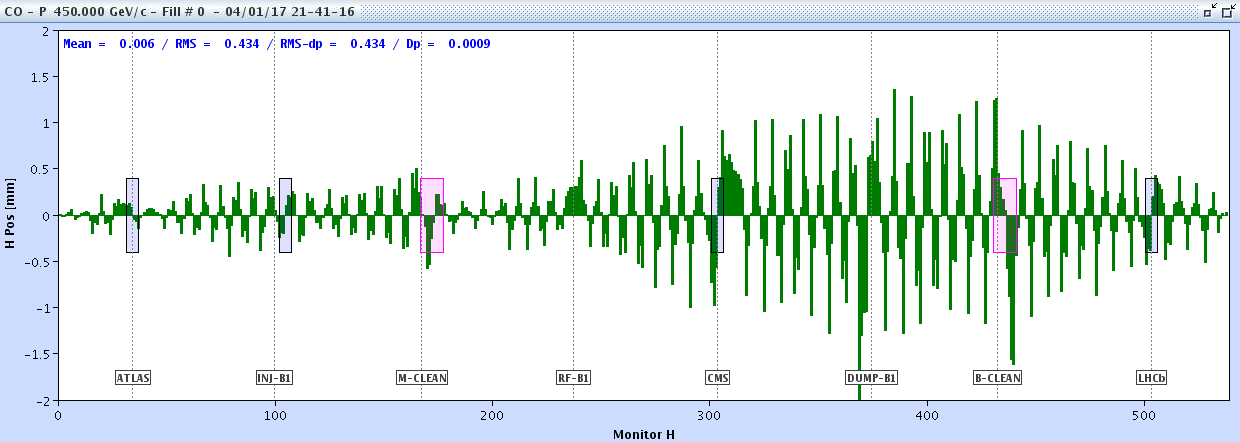 CO - P 450.000 GeV/c - Fill # 0 - 04/01/17 21-41-16
Mean = 0.006 / RMS = 0.434 / RMS-dp = 0.434 / Dp = 0.0009
2
1.5
1
0.5
0
-0.5
-1
-1.5
-2
H Pos [mm]
ATLAS INJ-B1 M-CLEAN RF-B1 CMS DUMP-B1 B-CLEAN LHCb
0 100 200 300 400 500
Monitor H